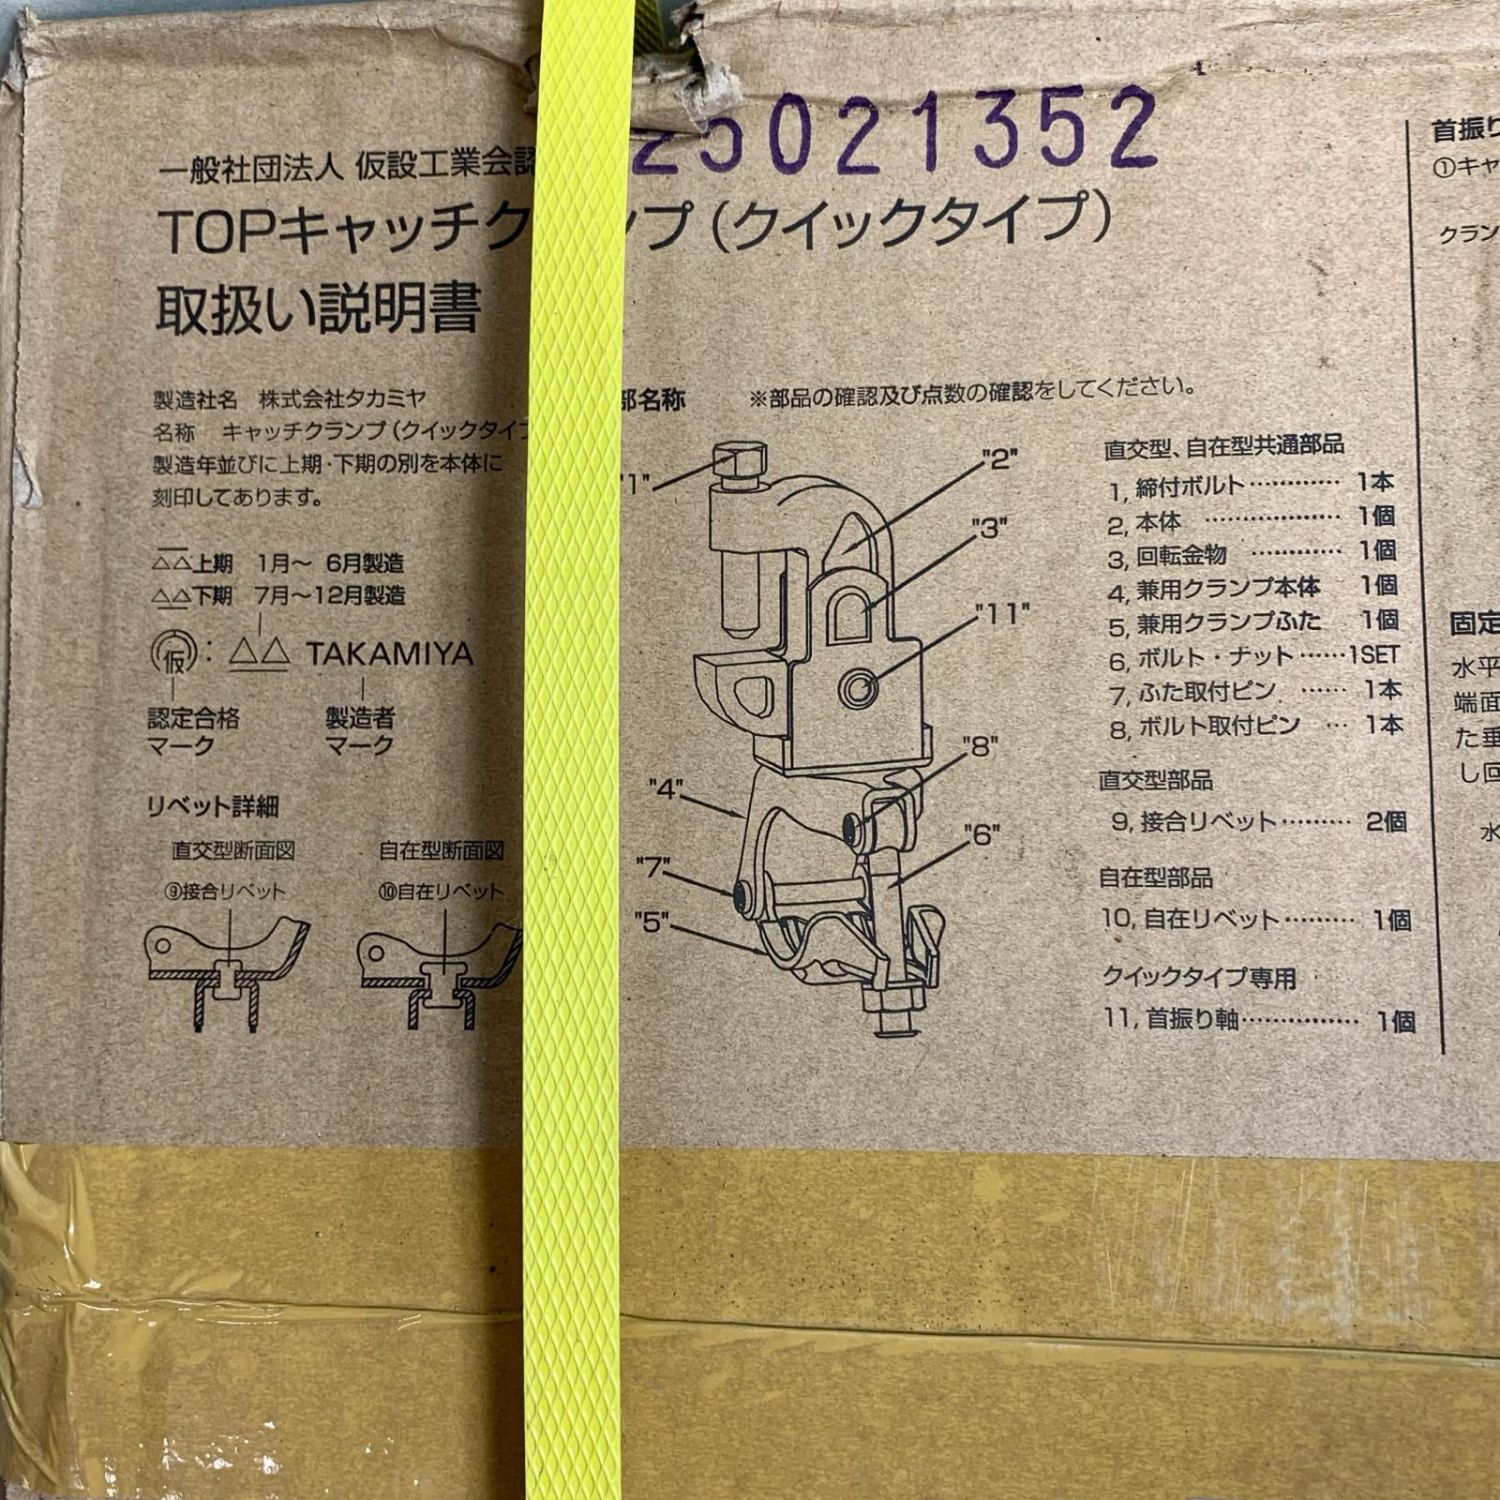 25021352
一般社団法人 仮設工業会認
TOPキャッチク ンプ（クイックタイプ）
取扱い説明書
製造社名 株式会社タカミヤ
名称 キャッチクランプ（クイックタイプ
製造年並びに上期・下期の別を本体に
刻印してあります。
△△上期 1月～ 6月製造
△△下期 7月～12月製造
仮：△△ TAKAMIYA
認定合格
マーク
製造者
マーク
リベット詳細
直交型断面図
自在型断面図
⑨接合リベット
⑩自在リベット
部名称 ※部品の確認及び点数の確認をしてください。
"1"
"2"
"3"
"11"
"8"
"4"
"6"
"7"
"5"
直交型、自在型共通部品
1, 締付ボルト………… 1本
2, 本体 ……………… 1個
3, 回転金物 ………… 1個
4, 兼用クランプ本体 1個
5, 兼用クランプふた 1個
6, ボルト・ナット……1SET
7, ふた取付ピン …… 1本
8, ボルト取付ピン … 1本
直交型部品
9, 接合リベット……… 2個
自在型部品
10, 自在リベット……… 1個
クイックタイプ専用
11, 首振り軸…………… 1個
首振り
①キャ
クラン
固定
水平
端面
た垂
し回
水